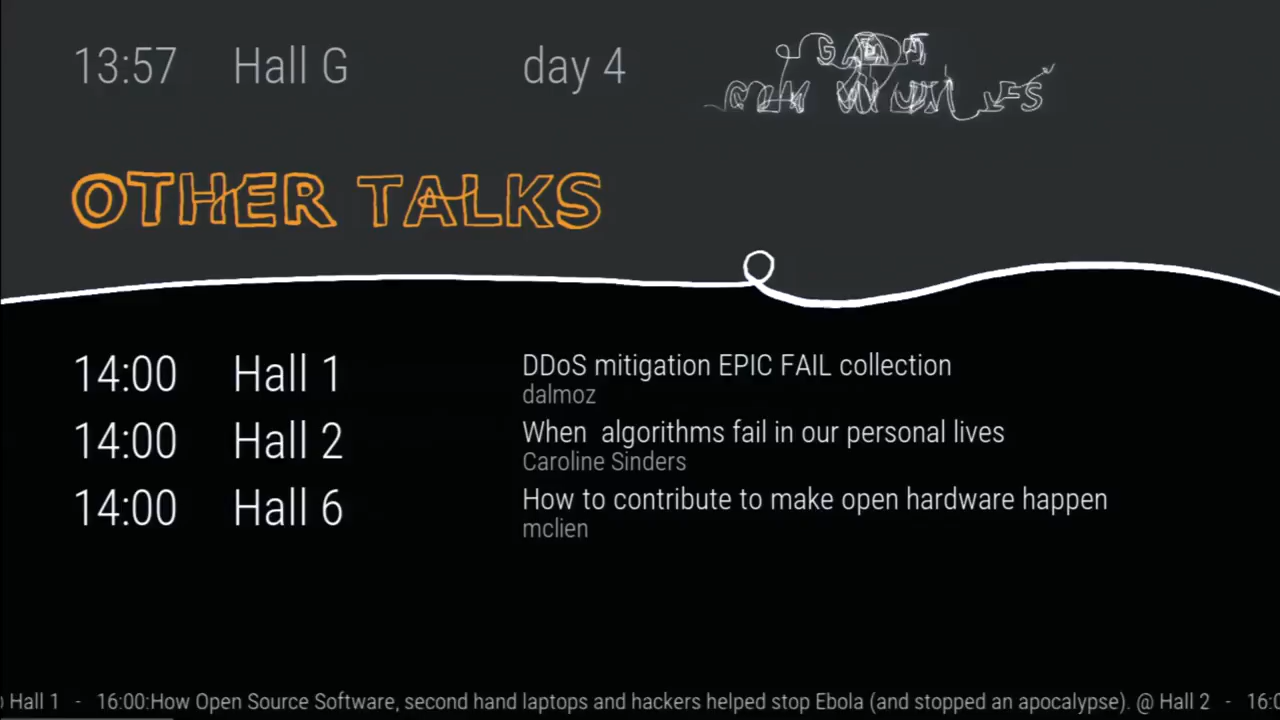 13:57 Hall G day 4
OTHER TALKS
14:00 Hall 1 DDoS mitigation EPIC FAIL collection
dalmoz
14:00 Hall 2 When  algorithms fail in our personal lives
Caroline Sinders
14:00 Hall 6 How to contribute to make open hardware happen
mclien
Hall 1 - 16:00:How Open Source Software, second hand laptops and hackers helped stop Ebola (and stopped an apocalypse). @ Hall 2 -